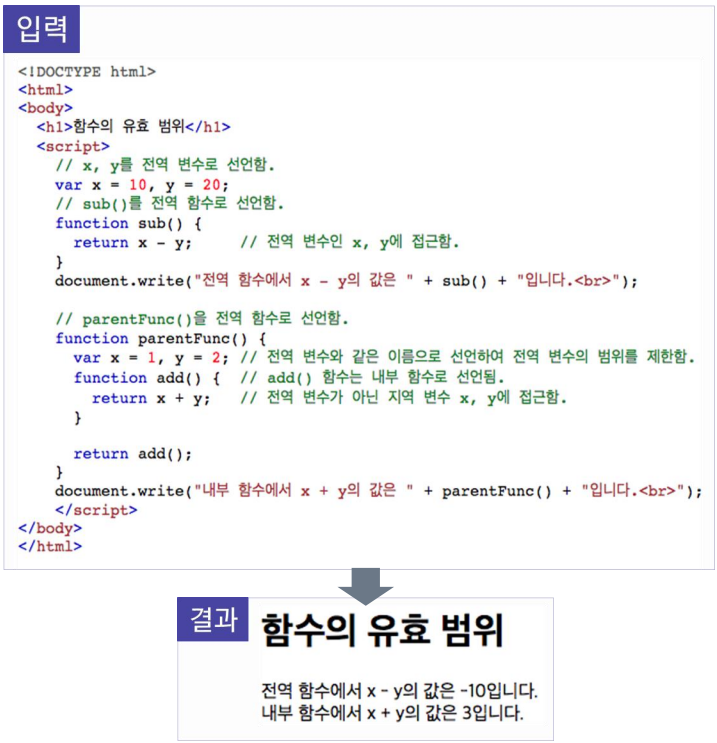 입력
<!DOCTYPE html>
<html>
<body>
<h1>함수의 유효 범위</h1>
<script>
// x, y를 전역 변수로 선언함.
var x = 10, y = 20;
// sub()를 전역 함수로 선언함.
function sub() {
return x - y;      // 전역 변수인 x, y에 접근함.
}
document.write("전역 함수에서 x - y의 값은 " + sub() + "입니다.<br>");
// parentFunc()을 전역 함수로 선언함.
function parentFunc() {
var x = 1, y = 2; // 전역 변수와 같은 이름으로 선언하여 전역 변수의 범위를 제한함.
function add() {  // add() 함수는 내부 함수로 선언됨.
return x + y;   // 전역 변수가 아닌 지역 변수 x, y에 접근함.
}
return add();
}
document.write("내부 함수에서 x + y의 값은 " + parentFunc() + "입니다.<br>");
</script>
</body>
</html>
결과
함수의 유효 범위
전역 함수에서 x - y의 값은 -10입니다.
내부 함수에서 x + y의 값은 3입니다.